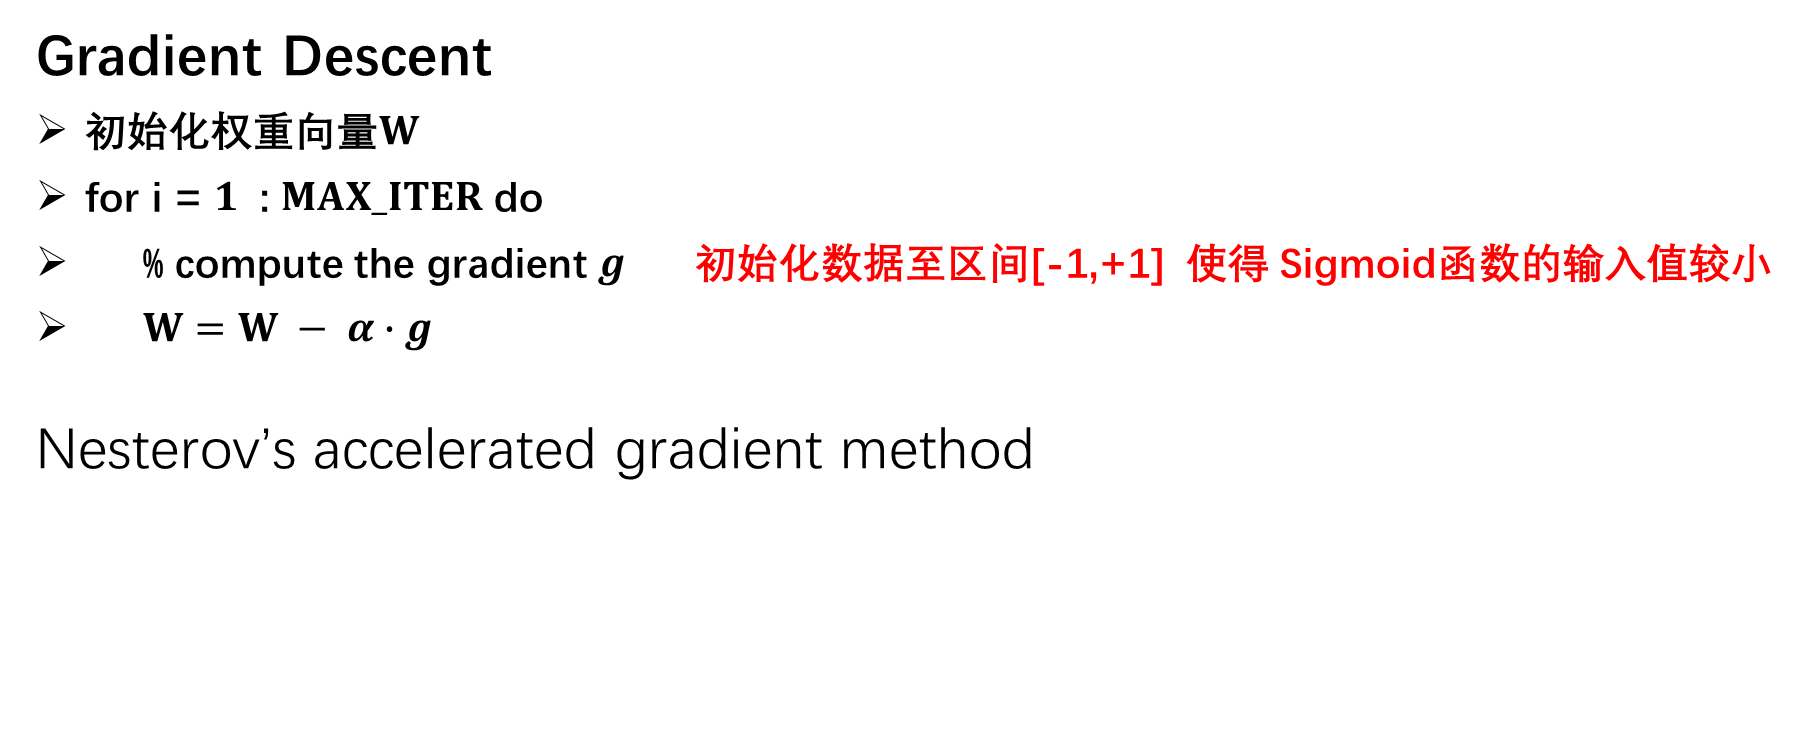 Gradient Descent
➢ 初始化权重向量W
➢ for i = 1 : MAX_ITER do
➢ % compute the gradient g 初始化数据至区间[-1,+1] 使得 Sigmoid函数的输入值较小
➢ W = W − α · g
Nesterov’s accelerated gradient method